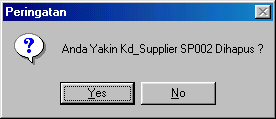 Peringatan
Anda Yakin Kd_Supplier SP002 Dihapus ?
Yes
No